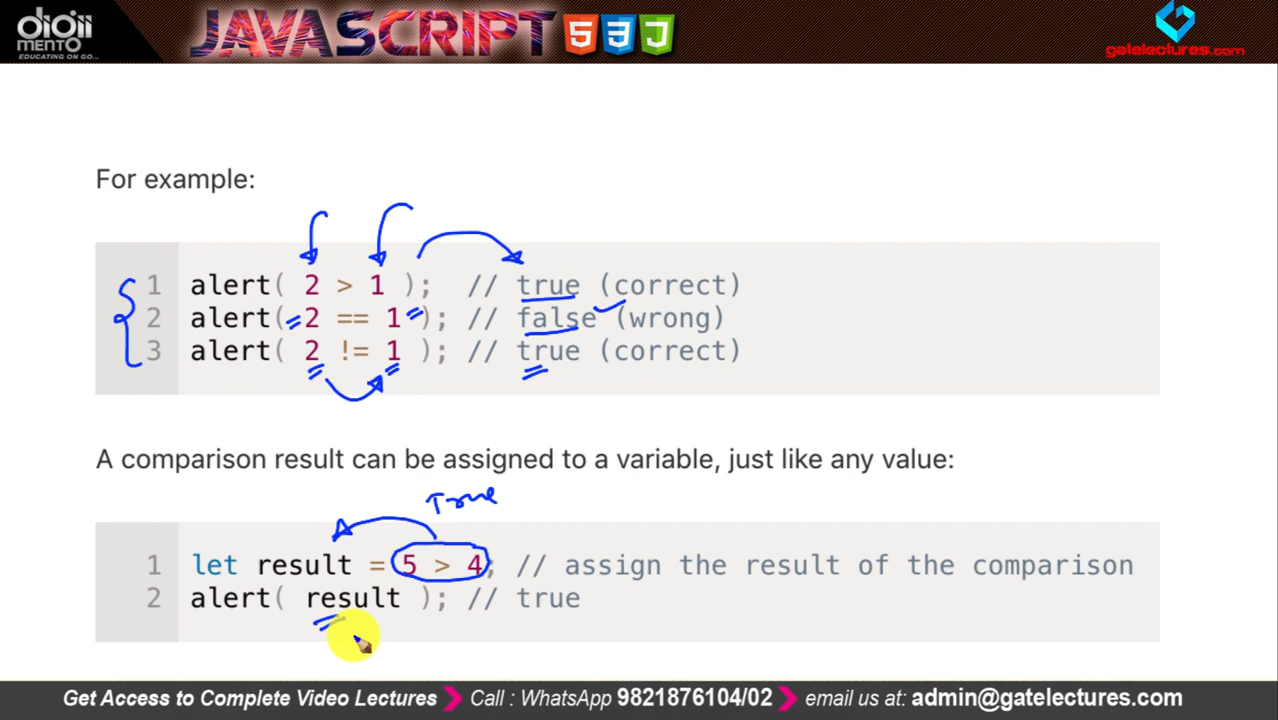 didii
MENTO
EDUCATING ON GO...
JAVASCRIPT 5 3 J
gatelectures.com
For example:
1 alert( 2 > 1 ); // true (correct)
2 alert( 2 == 1 ); // false (wrong)
3 alert( 2 != 1 ); // true (correct)
A comparison result can be assigned to a variable, just like any value:
True
1 let result = 5 > 4; // assign the result of the comparison
2 alert( result ); // true
Get Access to Complete Video Lectures Call : WhatsApp 9821876104/02 email us at: admin@gatelectures.com